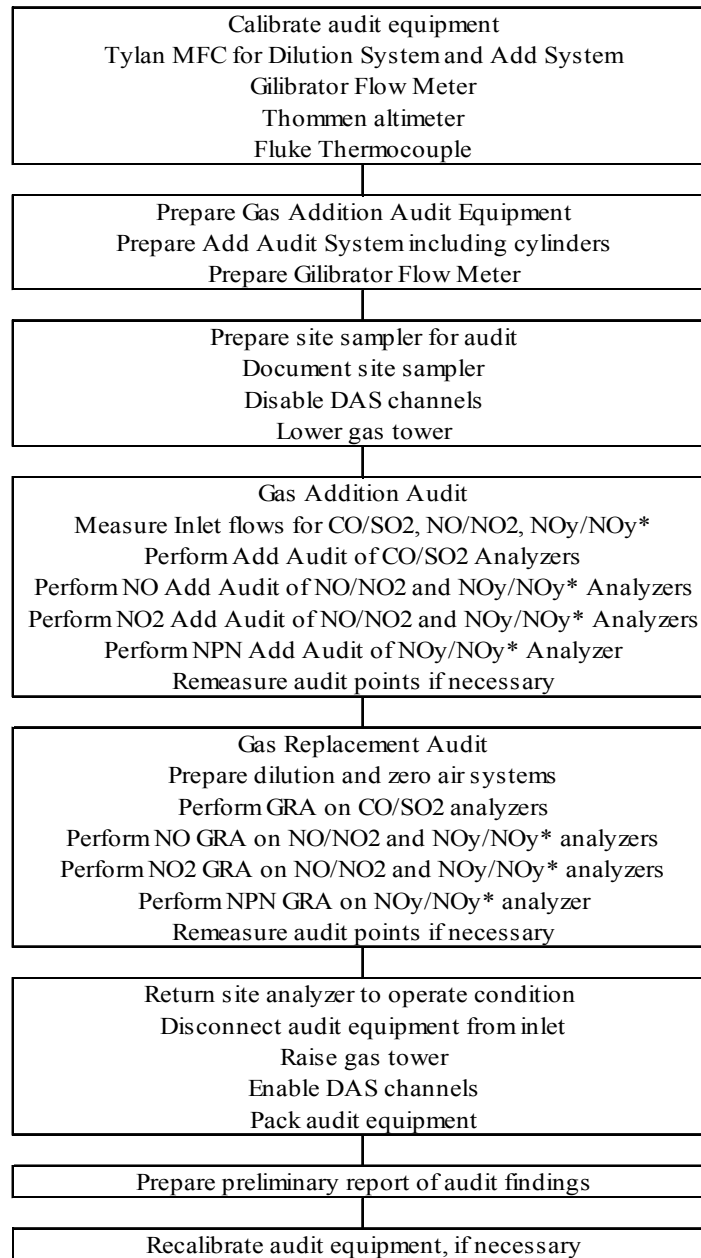 Calibrate audit equipment
Tylan MFC for Dilution System and Add System
Gilibrator Flow Meter
Thommen altimeter
Fluke Thermocouple
Prepare Gas Addition Audit Equipment
Prepare Add Audit System including cylinders
Prepare Gilibrator Flow Meter
Prepare site sampler for audit
Document site sampler
Disable DAS channels
Lower gas tower
Gas Addition Audit
Measure Inlet flows for CO/SO2, NO/NO2, NOy/NOy*
Perform Add Audit of CO/SO2 Analyzers
Perform NO Add Audit of NO/NO2 and NOy/NOy* Analyzers
Perform NO2 Add Audit of NO/NO2 and NOy/NOy* Analyzers
Perform NPN Add Audit of NOy/NOy* Analyzer
Remeasure audit points if necessary
Gas Replacement Audit
Prepare dilution and zero air systems
Perform GRA on CO/SO2 analyzers
Perform NO GRA on NO/NO2 and NOy/NOy* analyzers
Perform NO2 GRA on NO/NO2 and NOy/NOy* analyzers
Perform NPN GRA on NOy/NOy* analyzer
Remeasure audit points if necessary
Return site analyzer to operate condition
Disconnect audit equipment from inlet
Raise gas tower
Enable DAS channels
Pack audit equipment
Prepare preliminary report of audit findings
Recalibrate audit equipment, if necessary